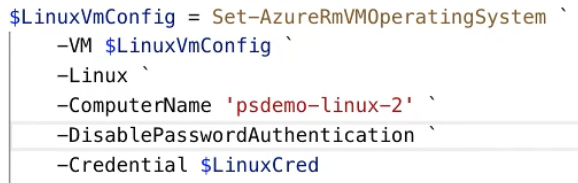 $LinuxVmConfig = Set-AzureRmVMOperatingSystem `
-VM $LinuxVmConfig `
-Linux `
-ComputerName 'psdemo-linux-2' `
-DisablePasswordAuthentication `
-Credential $LinuxCred